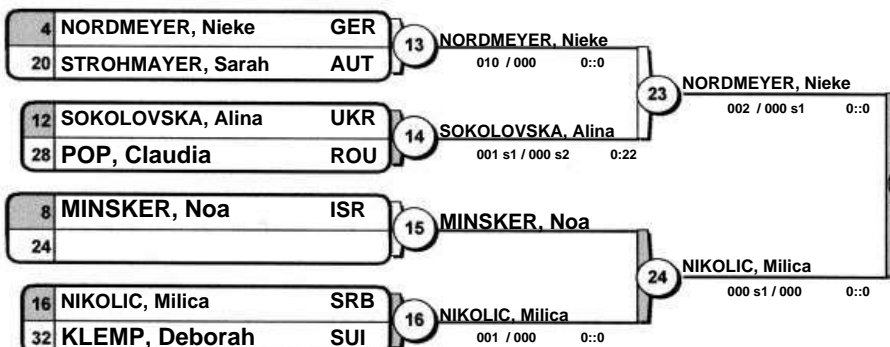 4 NORDMEYER, Nieke GER
20 STROHMAYER, Sarah AUT
13
NORDMEYER, Nieke
010 / 000 0::0
12 SOKOLOVSKA, Alina UKR
28 POP, Claudia ROU
14
SOKOLOVSKA, Alina
001 s1 / 000 s2 0:22
23
NORDMEYER, Nieke
002 / 000 s1 0::0
8 MINSKER, Noa ISR
24
15
MINSKER, Noa
16 NIKOLIC, Milica SRB
32 KLEMP, Deborah SUI
16
NIKOLIC, Milica
001 / 000 0::0
24
NIKOLIC, Milica
000 s1 / 000 0::0